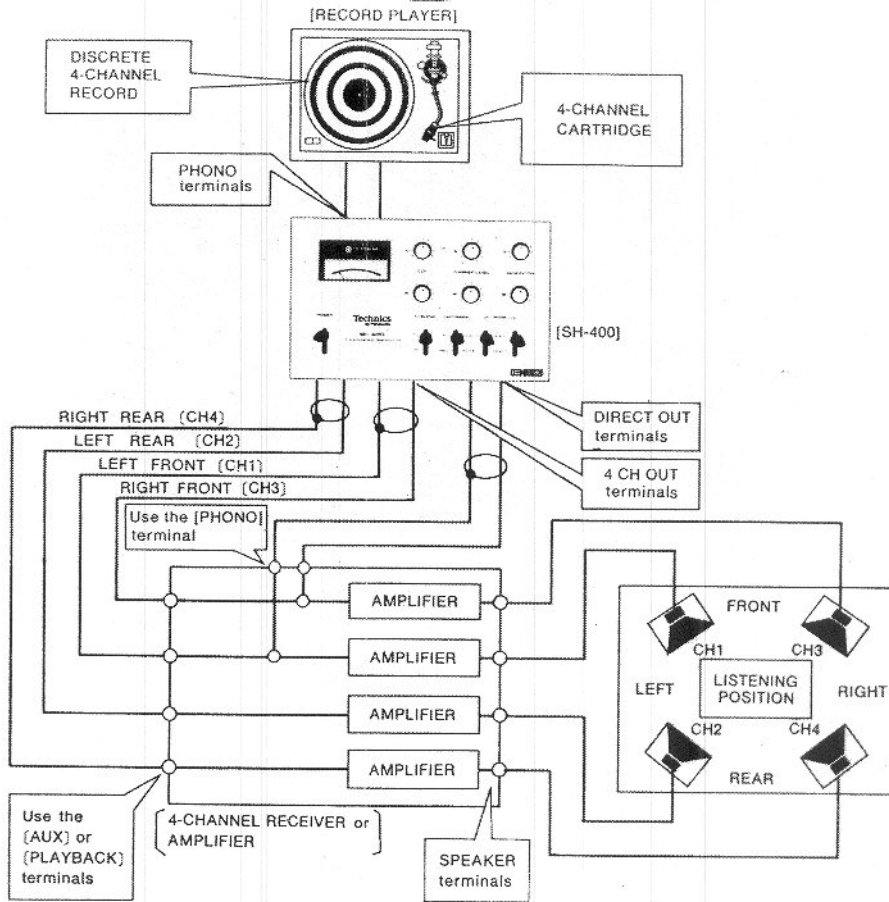 [RECORD PLAYER]
DISCRETE
4-CHANNEL
RECORD
4-CHANNEL
CARTRIDGE
PHONO
terminals
Technics
[SH-400]
DIRECT OUT
terminals
4 CH OUT
terminals
RIGHT REAR (CH4)
LEFT REAR (CH2)
LEFT FRONT (CH1)
RIGHT FRONT (CH3)
Use the [PHONO]
terminal
AMPLIFIER
AMPLIFIER
AMPLIFIER
AMPLIFIER
FRONT
CH1
CH3
LEFT
LISTENING
POSITION
RIGHT
CH2
CH4
REAR
Use the
(AUX) or
(PLAYBACK)
terminals
4-CHANNEL RECEIVER or
AMPLIFIER
SPEAKER
terminals